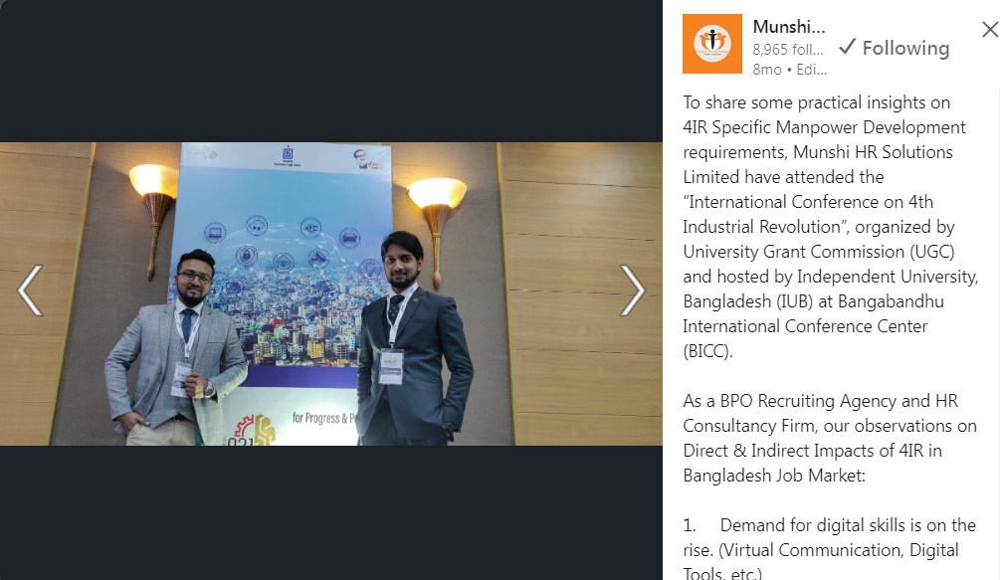 Munshi...
8,965 foll...
✓ Following
8mo • Edi...
To share some practical insights on
4IR Specific Manpower Development
requirements, Munshi HR Solutions
Limited have attended the
“International Conference on 4th
Industrial Revolution”, organized by
University Grant Commission (UGC)
and hosted by Independent University,
Bangladesh (IUB) at Bangabandhu
International Conference Center
(BICC).
As a BPO Recruiting Agency and HR
Consultancy Firm, our observations on
Direct & Indirect Impacts of 4IR in
Bangladesh Job Market:
1. Demand for digital skills is on the
rise. (Virtual Communication, Digital
Tools, etc.)
for Progress & P
021